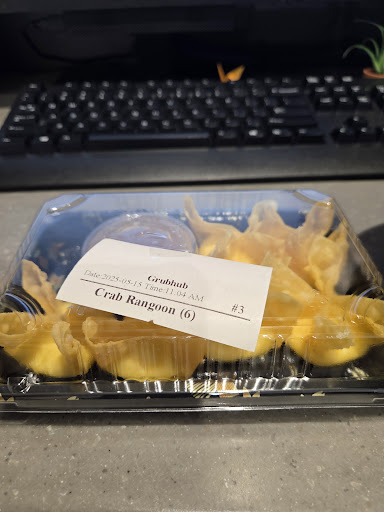 Grubhub
Date:2025-05-15 Time:11:04 AM
#3
Crab Rangoon (6)